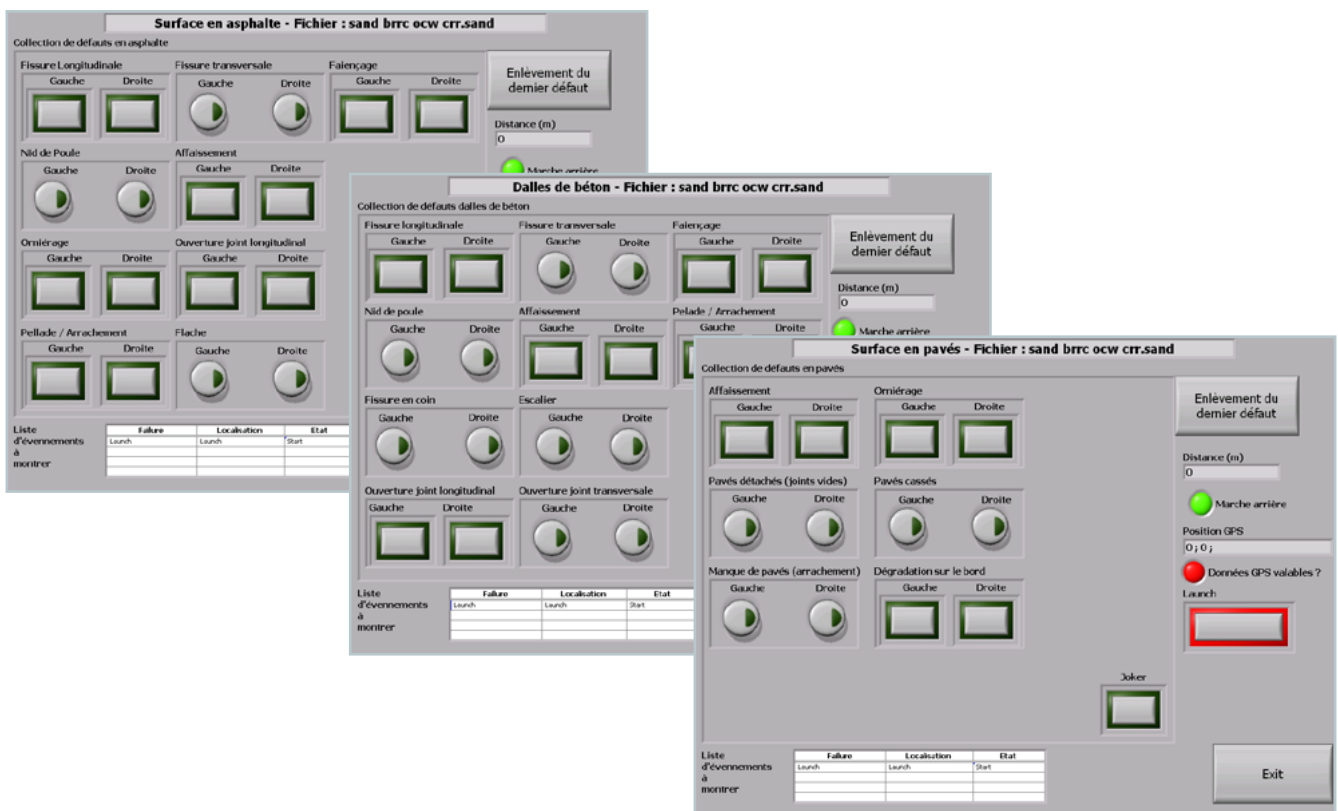 Surface en asphalte - Fichier : sand brrc ocw crr.sand
Collection de défauts en asphalte
Fissure Longitudinale Fissure transversale Faïençage
Gauche Droite Gauche Droite Gauche Droite
Enlèvement du
dernier défaut
Distance (m)
0
Marche arrière
Nid de Poule Affaissement
Gauche Droite Gauche Droite
Orniérage Ouverture joint longitudinal
Gauche Droite Gauche Droite
Pellade / Arrachement Flache
Gauche Droite Gauche Droite
Liste
d'évennements
à
montrer
Failure Localisation Etat
Launch Launch Start
Dalles de béton - Fichier : sand brrc ocw crr.sand
Collection de défauts dalles de béton
Fissure longitudinale Fissure transversale Faïençage
Gauche Droite Gauche Droite Gauche Droite
Enlèvement du
dernier défaut
Distance (m)
0
Marche arrière
Nid de poule Affaissement Pelade / Arrachement
Gauche Droite Gauche Droite Gauche Droite
Fissure en coin Escalier
Gauche Droite Gauche Droite
Ouverture joint longitudinal Ouverture joint transversale
Gauche Droite Gauche Droite
Liste
d'évennements
à
montrer
Failure Localisation Etat
Launch Launch Start
Surface en pavés - Fichier : sand brrc ocw crr.sand
Collection de défauts en pavés
Affaissement Orniérage
Gauche Droite Gauche Droite
Enlèvement du
dernier défaut
Distance (m)
0
Marche arrière
Pavés détachés (joints vides) Pavés cassés
Gauche Droite Gauche Droite
Position GPS
0;0;
Données GPS valables ?
Launch
Manque de pavés (arrachement) Dégradation sur le bord
Gauche Droite Gauche Droite
Joker
Liste
d'évennements
à
montrer
Failure Localisation Etat
Launch Launch Start
Exit